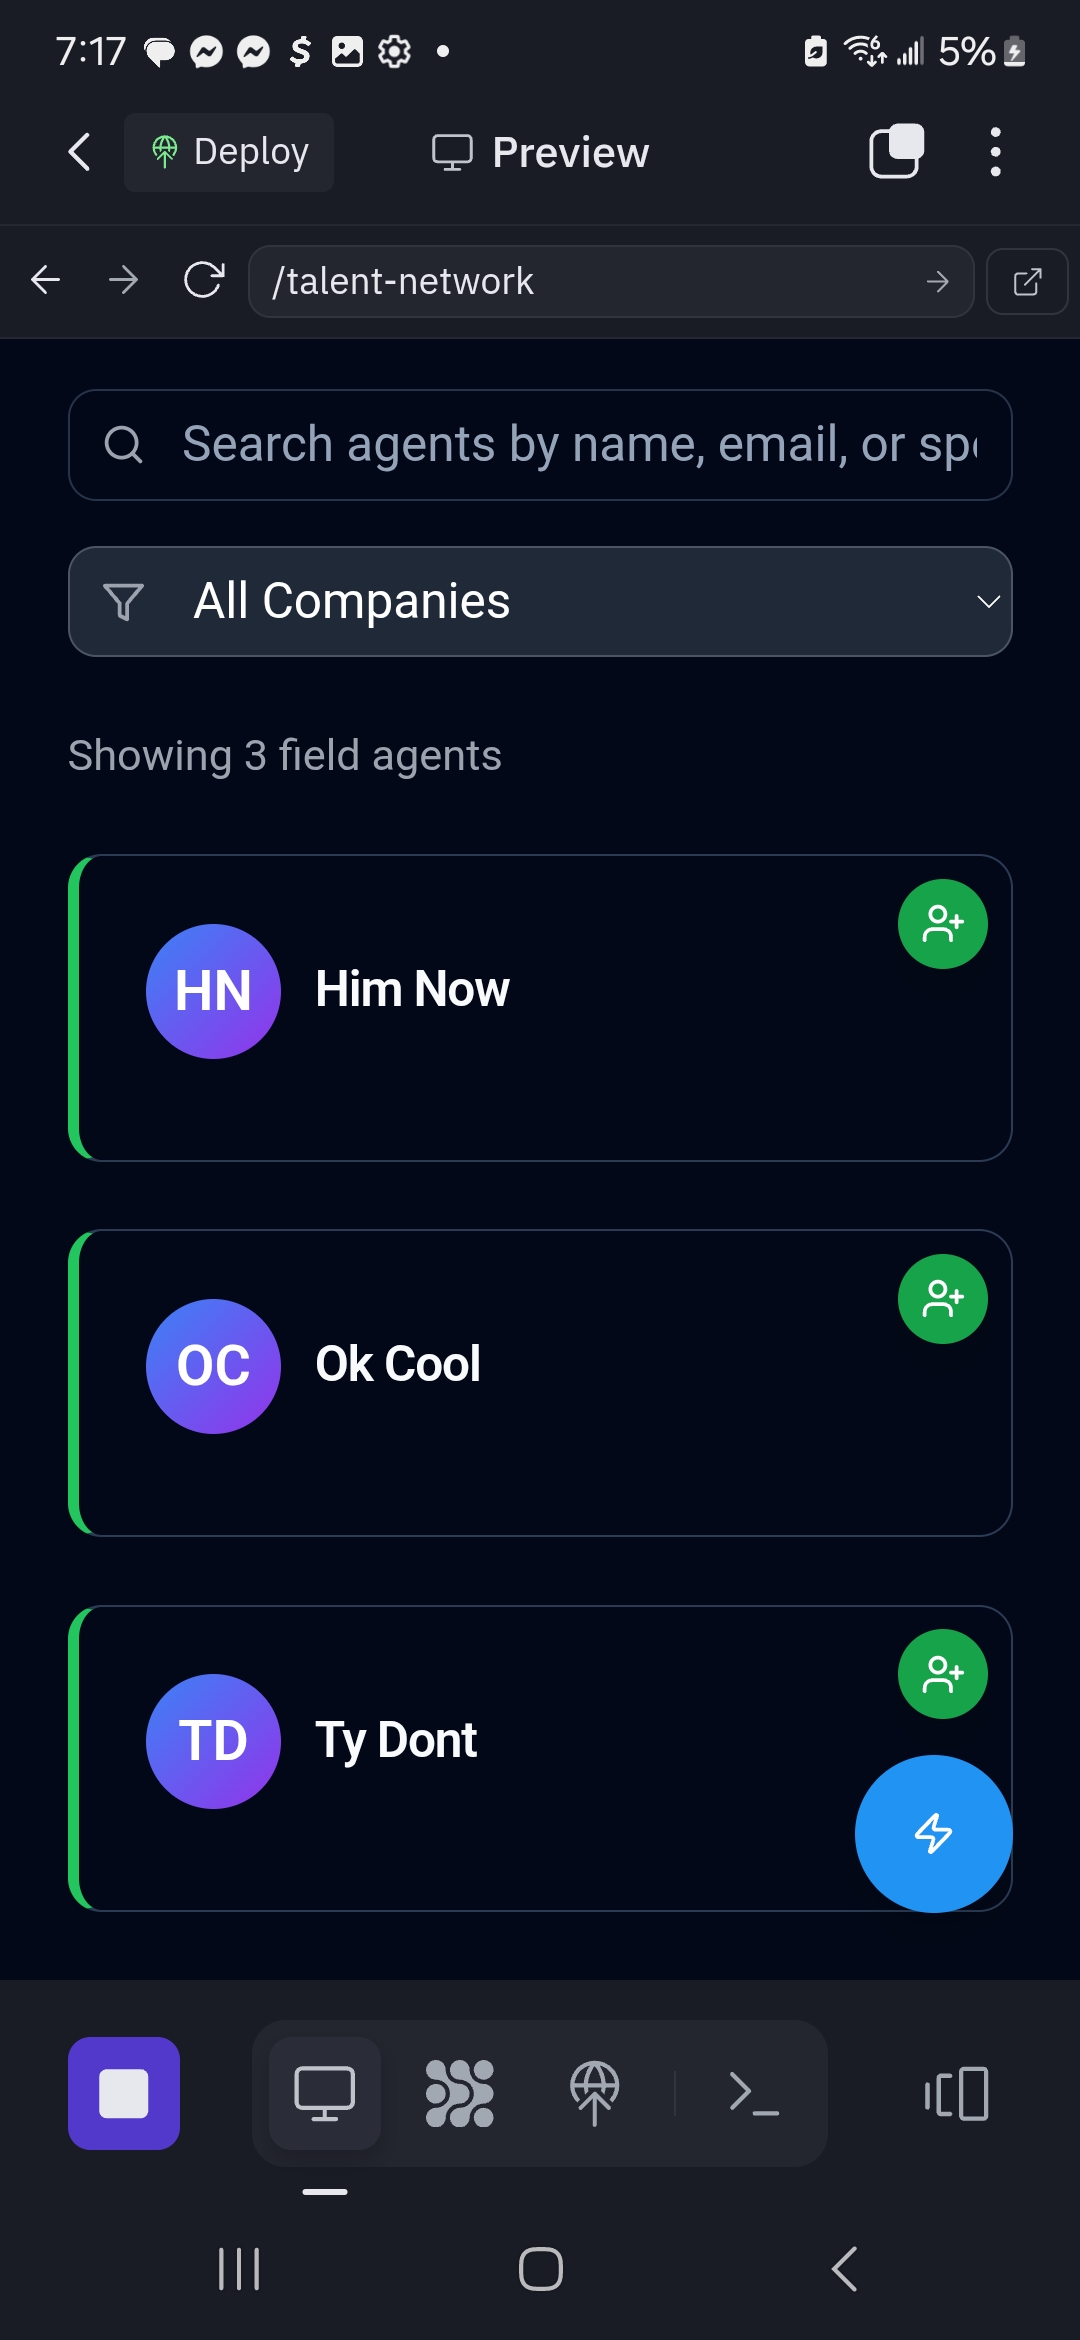 7:17
5%
Deploy
Preview
/talent-network
Search agents by name, email, or sp
All Companies
Showing 3 field agents
HN
Him Now
OC
Ok Cool
TD
Ty Dont